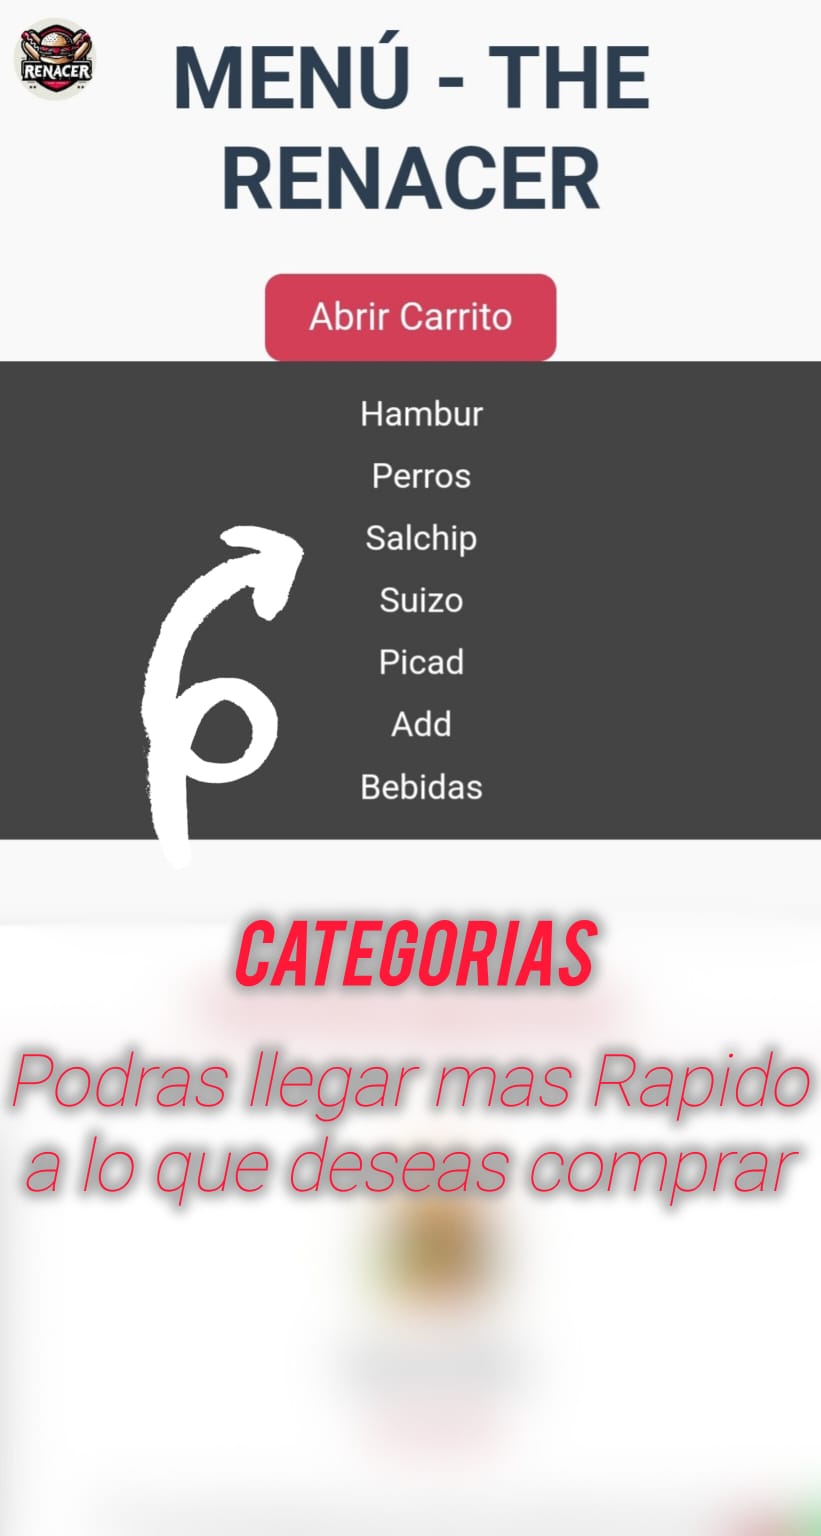 RENACER
MENÚ - THE
RENACER
Abrir Carrito
Hambur
Perros
Salchip
Suizo
Picad
Add
Bebidas
CATEGORIAS
Podras llegar mas Rapido
a lo que deseas comprar